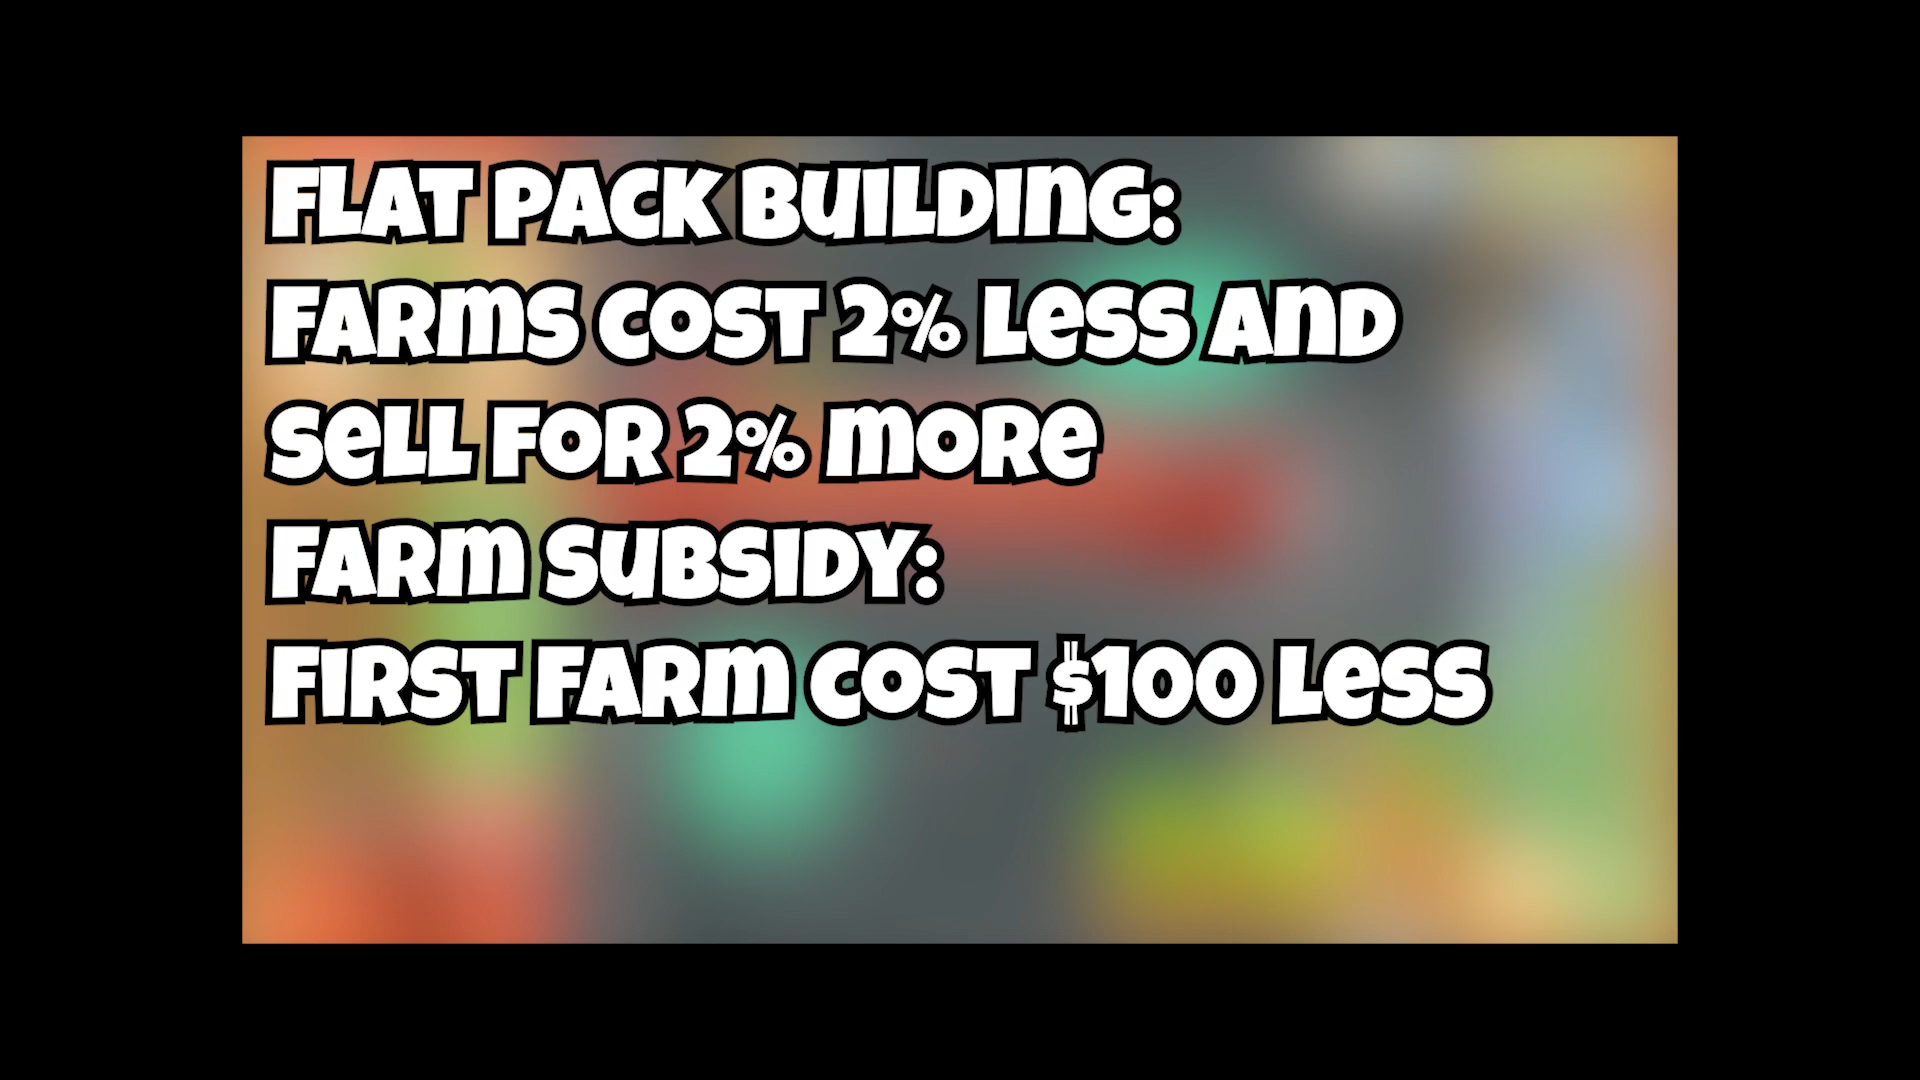 FLAT PACK BUILDING:
FARMS COST 2% LESS AND
SELL FOR 2% MORE
FARM SUBSIDY:
FIRST FARM COST $100 LESS